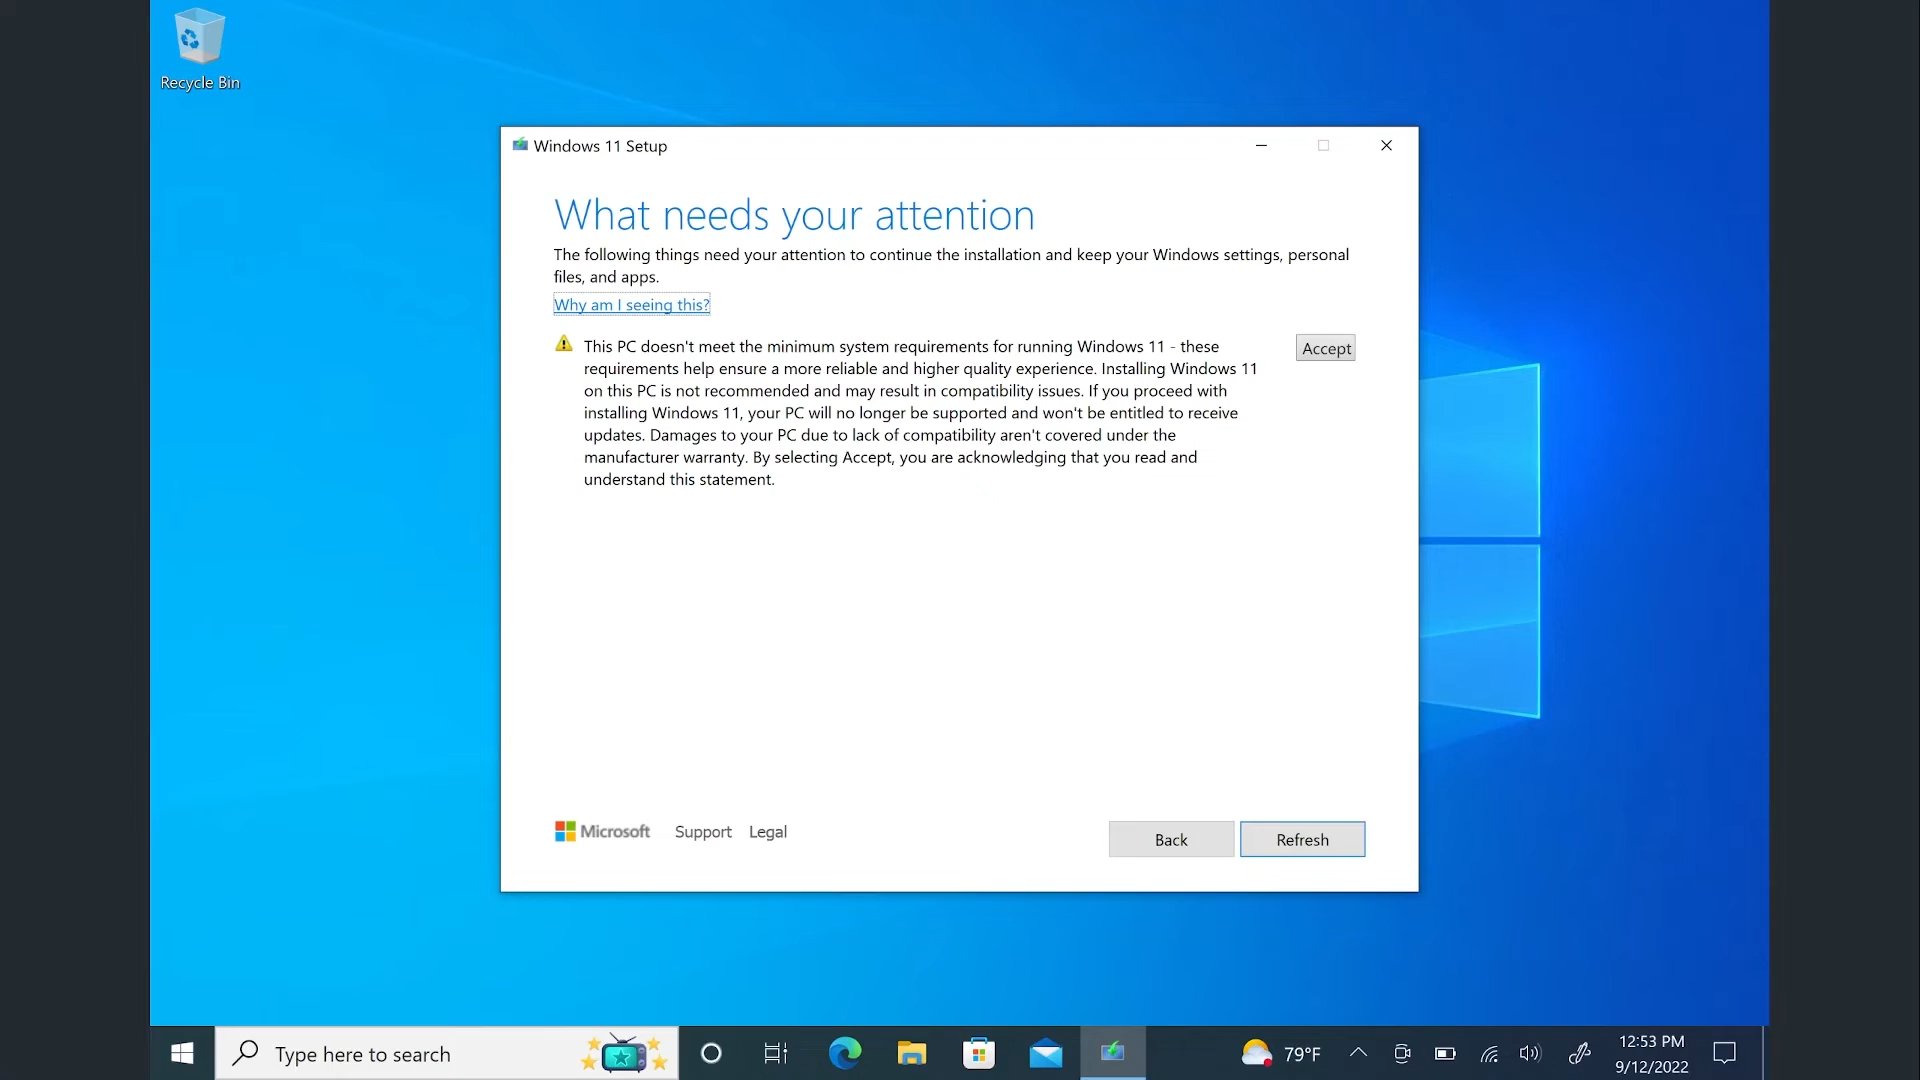 Recycle Bin
Windows 11 Setup
What needs your attention
The following things need your attention to continue the installation and keep your Windows settings, personal
files, and apps.
Why am I seeing this?
This PC doesn't meet the minimum system requirements for running Windows 11 - these
requirements help ensure a more reliable and higher quality experience. Installing Windows 11
on this PC is not recommended and may result in compatibility issues. If you proceed with
installing Windows 11, your PC will no longer be supported and won't be entitled to receive
updates. Damages to your PC due to lack of compatibility aren't covered under the
manufacturer warranty. By selecting Accept, you are acknowledging that you read and
understand this statement.
Accept
Microsoft Support Legal
Back Refresh
Type here to search
79°F
12:53 PM
9/12/2022